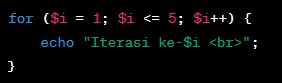 for ($i = 1; $i <= 5; $i++) {
    echo "Iterasi ke-$i <br>";
}